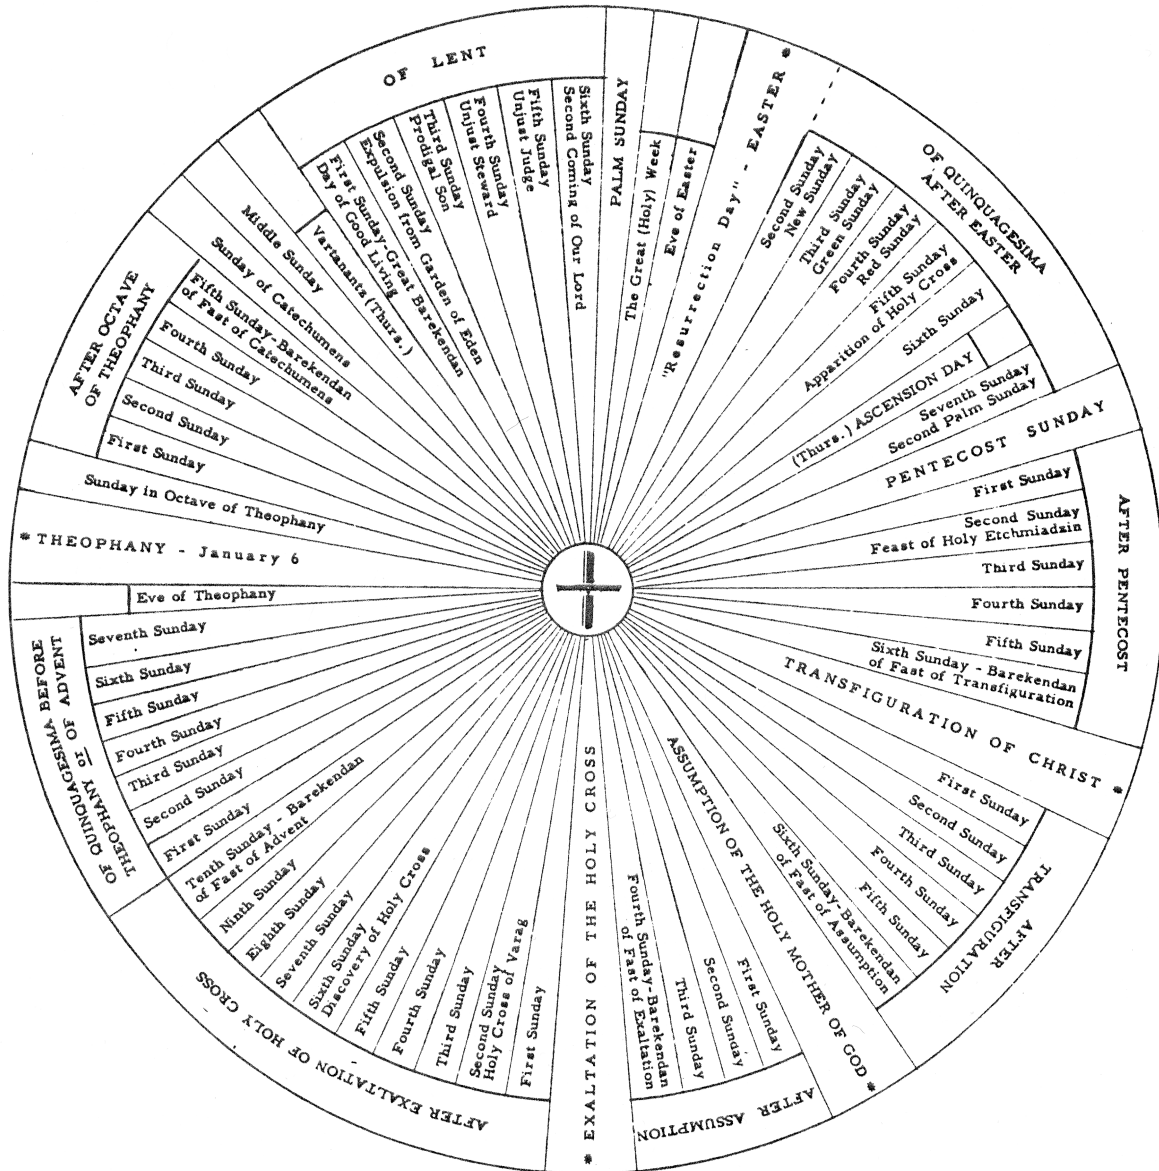 OF LENT
First Sunday-Great Barekendan
Day of Good Living
Second Sunday
Expulsion from Garden of Eden
Third Sunday
Prodigal Son
Fourth Sunday
Unjust Steward
Fifth Sunday
Unjust Judge
Sixth Sunday
Second Coming of Our Lord
PALM SUNDAY
The Great (Holy) Week
Eve of Easter
"Resurrection Day" - EASTER *
OF QUINQUAGESIMA
AFTER EASTER
Second Sunday
New Sunday
Third Sunday
Green Sunday
Fourth Sunday
Red Sunday
Fifth Sunday
Apparition of Holy Cross
Sixth Sunday
(Thurs.) ASCENSION DAY
Seventh Sunday
Second Palm Sunday
PENTECOST SUNDAY
AFTER PENTECOST
First Sunday
Second Sunday
Feast of Holy Etchmiadzin
Third Sunday
Fourth Sunday
Fifth Sunday
Sixth Sunday - Barekendan
of Fast of Transfiguration
TRANSFIGURATION OF CHRIST *
AFTER
TRANSFIGURATION
First Sunday
Second Sunday
Third Sunday
Fourth Sunday
Fifth Sunday
Sixth Sunday-Barekendan
of Fast of Assumption
ASSUMPTION OF THE HOLY MOTHER OF GOD *
AFTER ASSUMPTION
First Sunday
Second Sunday
Third Sunday
Fourth Sunday-Barekendan
of Fast of Exaltation
* EXALTATION OF THE HOLY CROSS
AFTER EXALTATION OF HOLY CROSS
First Sunday
Second Sunday
Holy Cross of Varag
Third Sunday
Fourth Sunday
Fifth Sunday
Sixth Sunday
Discovery of Holy Cross
Seventh Sunday
Eighth Sunday
Ninth Sunday
Tenth Sunday - Barekendan
of Fast of Advent
OF QUINQUAGESIMA BEFORE
THEOPHANY or OF ADVENT
First Sunday
Second Sunday
Third Sunday
Fourth Sunday
Fifth Sunday
Sixth Sunday
Seventh Sunday
Eve of Theophany
* THEOPHANY - January 6
Sunday in Octave of Theophany
AFTER OCTAVE
OF THEOPHANY
First Sunday
Second Sunday
Third Sunday
Fourth Sunday
Fifth Sunday-Barekendan
of Fast of Catechumens
Sunday of Catechumens
Middle Sunday
Vartanantz (Thurs.)